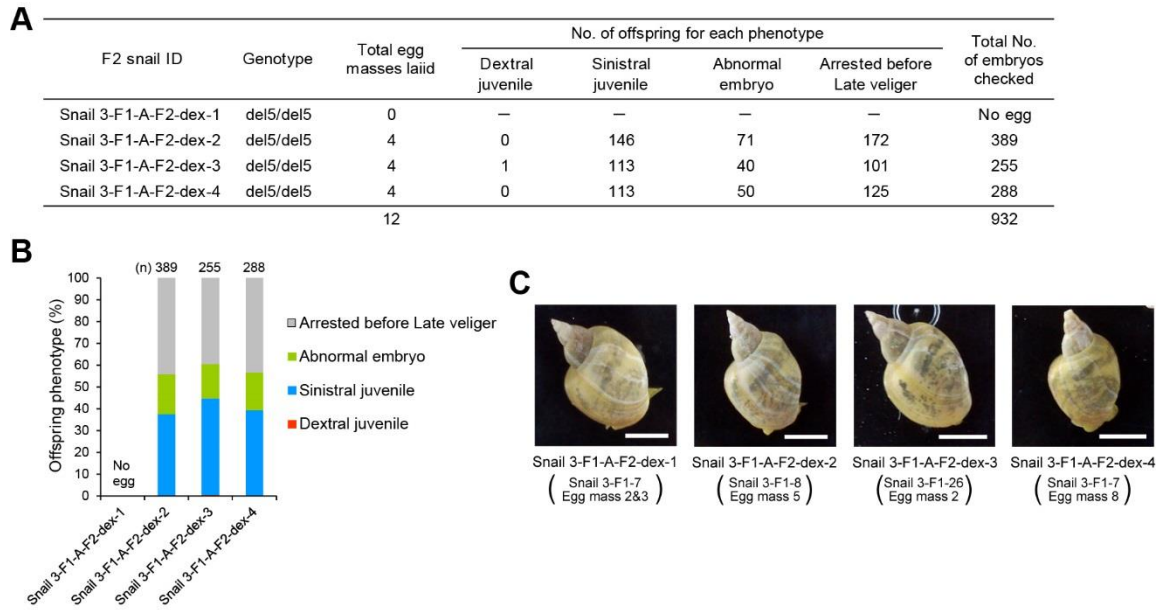 A
No. of offspring for each phenotype
F2 snail ID Genotype Total egg masses laiid Dextral juvenile Sinistral juvenile Abnormal embryo Arrested before Late veliger Total No. of embryos checked
Snail 3-F1-A-F2-dex-1 del5/del5 0 – – – – No egg
Snail 3-F1-A-F2-dex-2 del5/del5 4 0 146 71 172 389
Snail 3-F1-A-F2-dex-3 del5/del5 4 1 113 40 101 255
Snail 3-F1-A-F2-dex-4 del5/del5 4 0 113 50 125 288
12 932
B
(n) 389 255 288
Offspring phenotype (%)
100
90
80
70
60
50
40
30
20
10
0
No
egg
Snail 3-F1-A-F2-dex-1
Snail 3-F1-A-F2-dex-2
Snail 3-F1-A-F2-dex-3
Snail 3-F1-A-F2-dex-4
Arrested before Late veliger
Abnormal embryo
Sinistral juvenile
Dextral juvenile
C
Snail 3-F1-A-F2-dex-1
(Snail 3-F1-7
Egg mass 2&3)
Snail 3-F1-A-F2-dex-2
(Snail 3-F1-8
Egg mass 5)
Snail 3-F1-A-F2-dex-3
(Snail 3-F1-26
Egg mass 2)
Snail 3-F1-A-F2-dex-4
(Snail 3-F1-7
Egg mass 8)